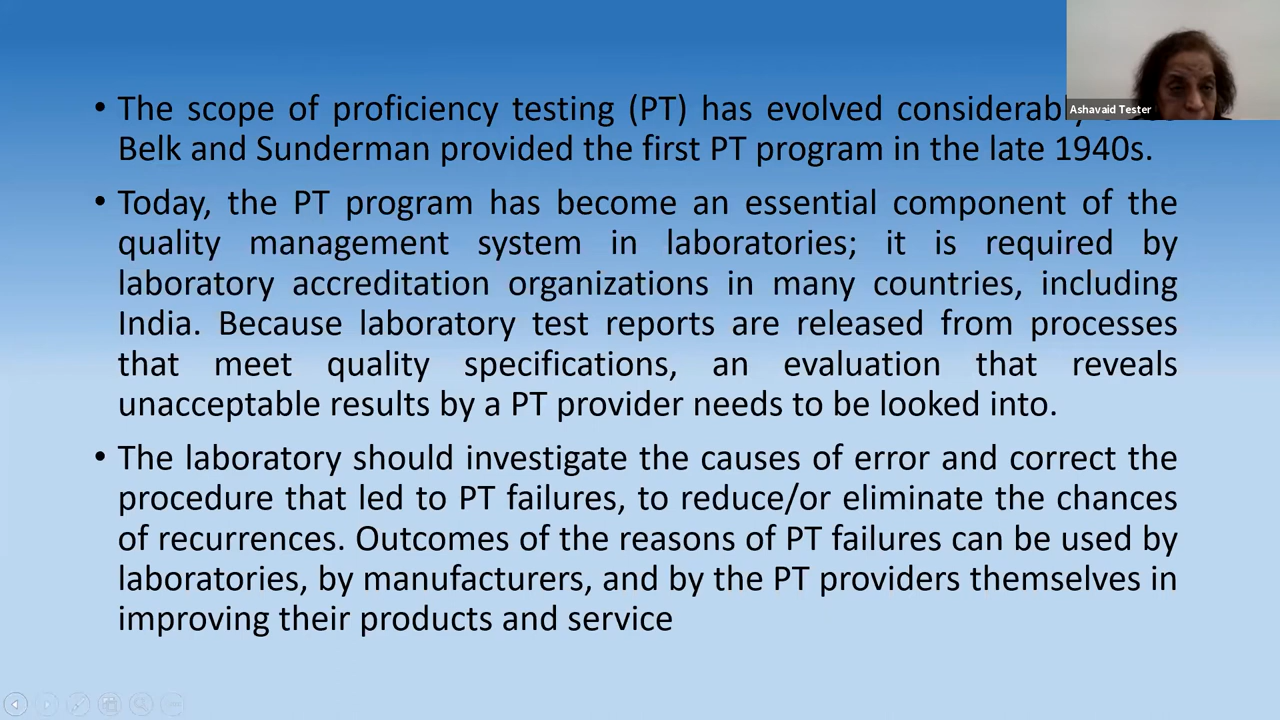 • The scope of proficiency testing (PT) has evolved considerably
Ashavaid Tester
Belk and Sunderman provided the first PT program in the late 1940s.
• Today, the PT program has become an essential component of the
quality management system in laboratories; it is required by
laboratory accreditation organizations in many countries, including
India. Because laboratory test reports are released from processes
that meet quality specifications, an evaluation that reveals
unacceptable results by a PT provider needs to be looked into.
• The laboratory should investigate the causes of error and correct the
procedure that led to PT failures, to reduce/or eliminate the chances
of recurrences. Outcomes of the reasons of PT failures can be used by
laboratories, by manufacturers, and by the PT providers themselves in
improving their products and service